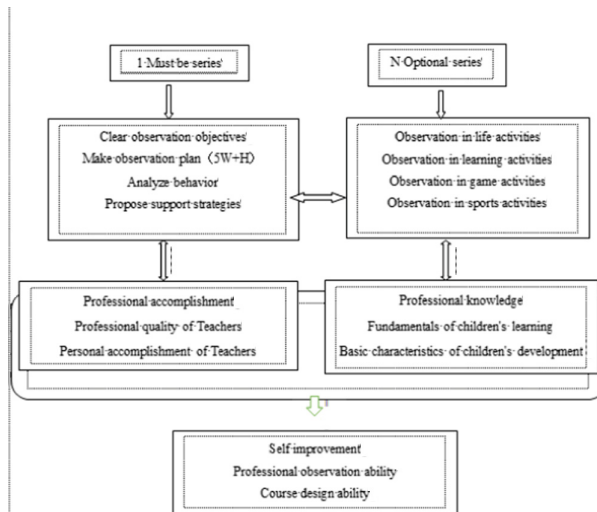 1 Must be series
N Optional series
Clear observation objectives
Make observation plan（5W+H）
Analyze behavior
Propose support strategies
Observation in life activities
Observation in learning activities
Observation in game activities
Observation in sports activities
Professional accomplishment
Professional quality of Teachers
Personal accomplishment of Teachers
Professional knowledge
Fundamentals of children's learning
Basic characteristics of children's development
Self improvement
Professional observation ability
Course design ability